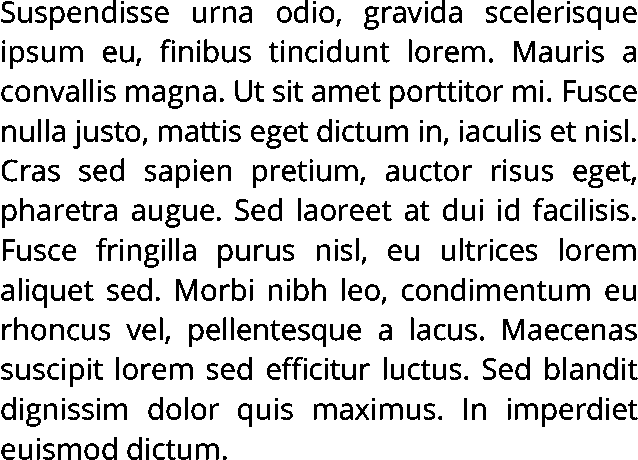 Suspendisse urna odio, gravida scelerisque
ipsum eu, finibus tincidunt lorem. Mauris a
convallis magna. Ut sit amet porttitor mi. Fusce
nulla justo, mattis eget dictum in, iaculis et nisl.
Cras sed sapien pretium, auctor risus eget,
pharetra augue. Sed laoreet at dui id facilisis.
Fusce fringilla purus nisl, eu ultrices lorem
aliquet sed. Morbi nibh leo, condimentum eu
rhoncus vel, pellentesque a lacus. Maecenas
suscipit lorem sed efficitur luctus. Sed blandit
dignissim dolor quis maximus. In imperdiet
euismod dictum.